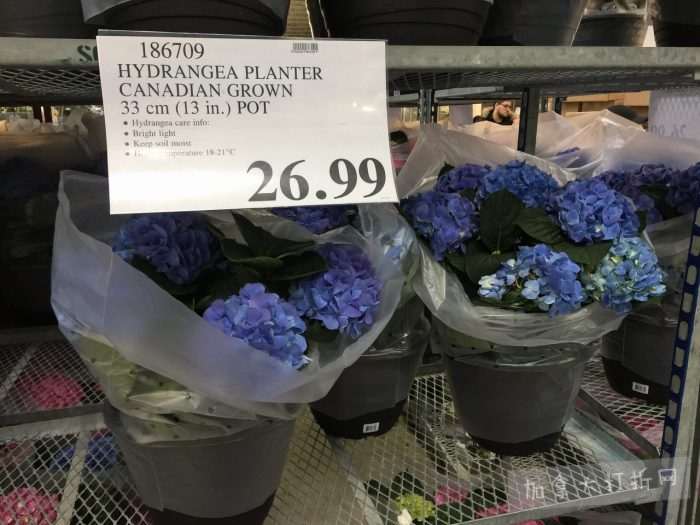 186709
HYDRANGEA PLANTER
CANADIAN GROWN
33 cm (13 in.) POT
• Hydrangea care info:
• Bright light
• Keep soil moist
• temperature 18-21°C
26.99
加拿大打折网